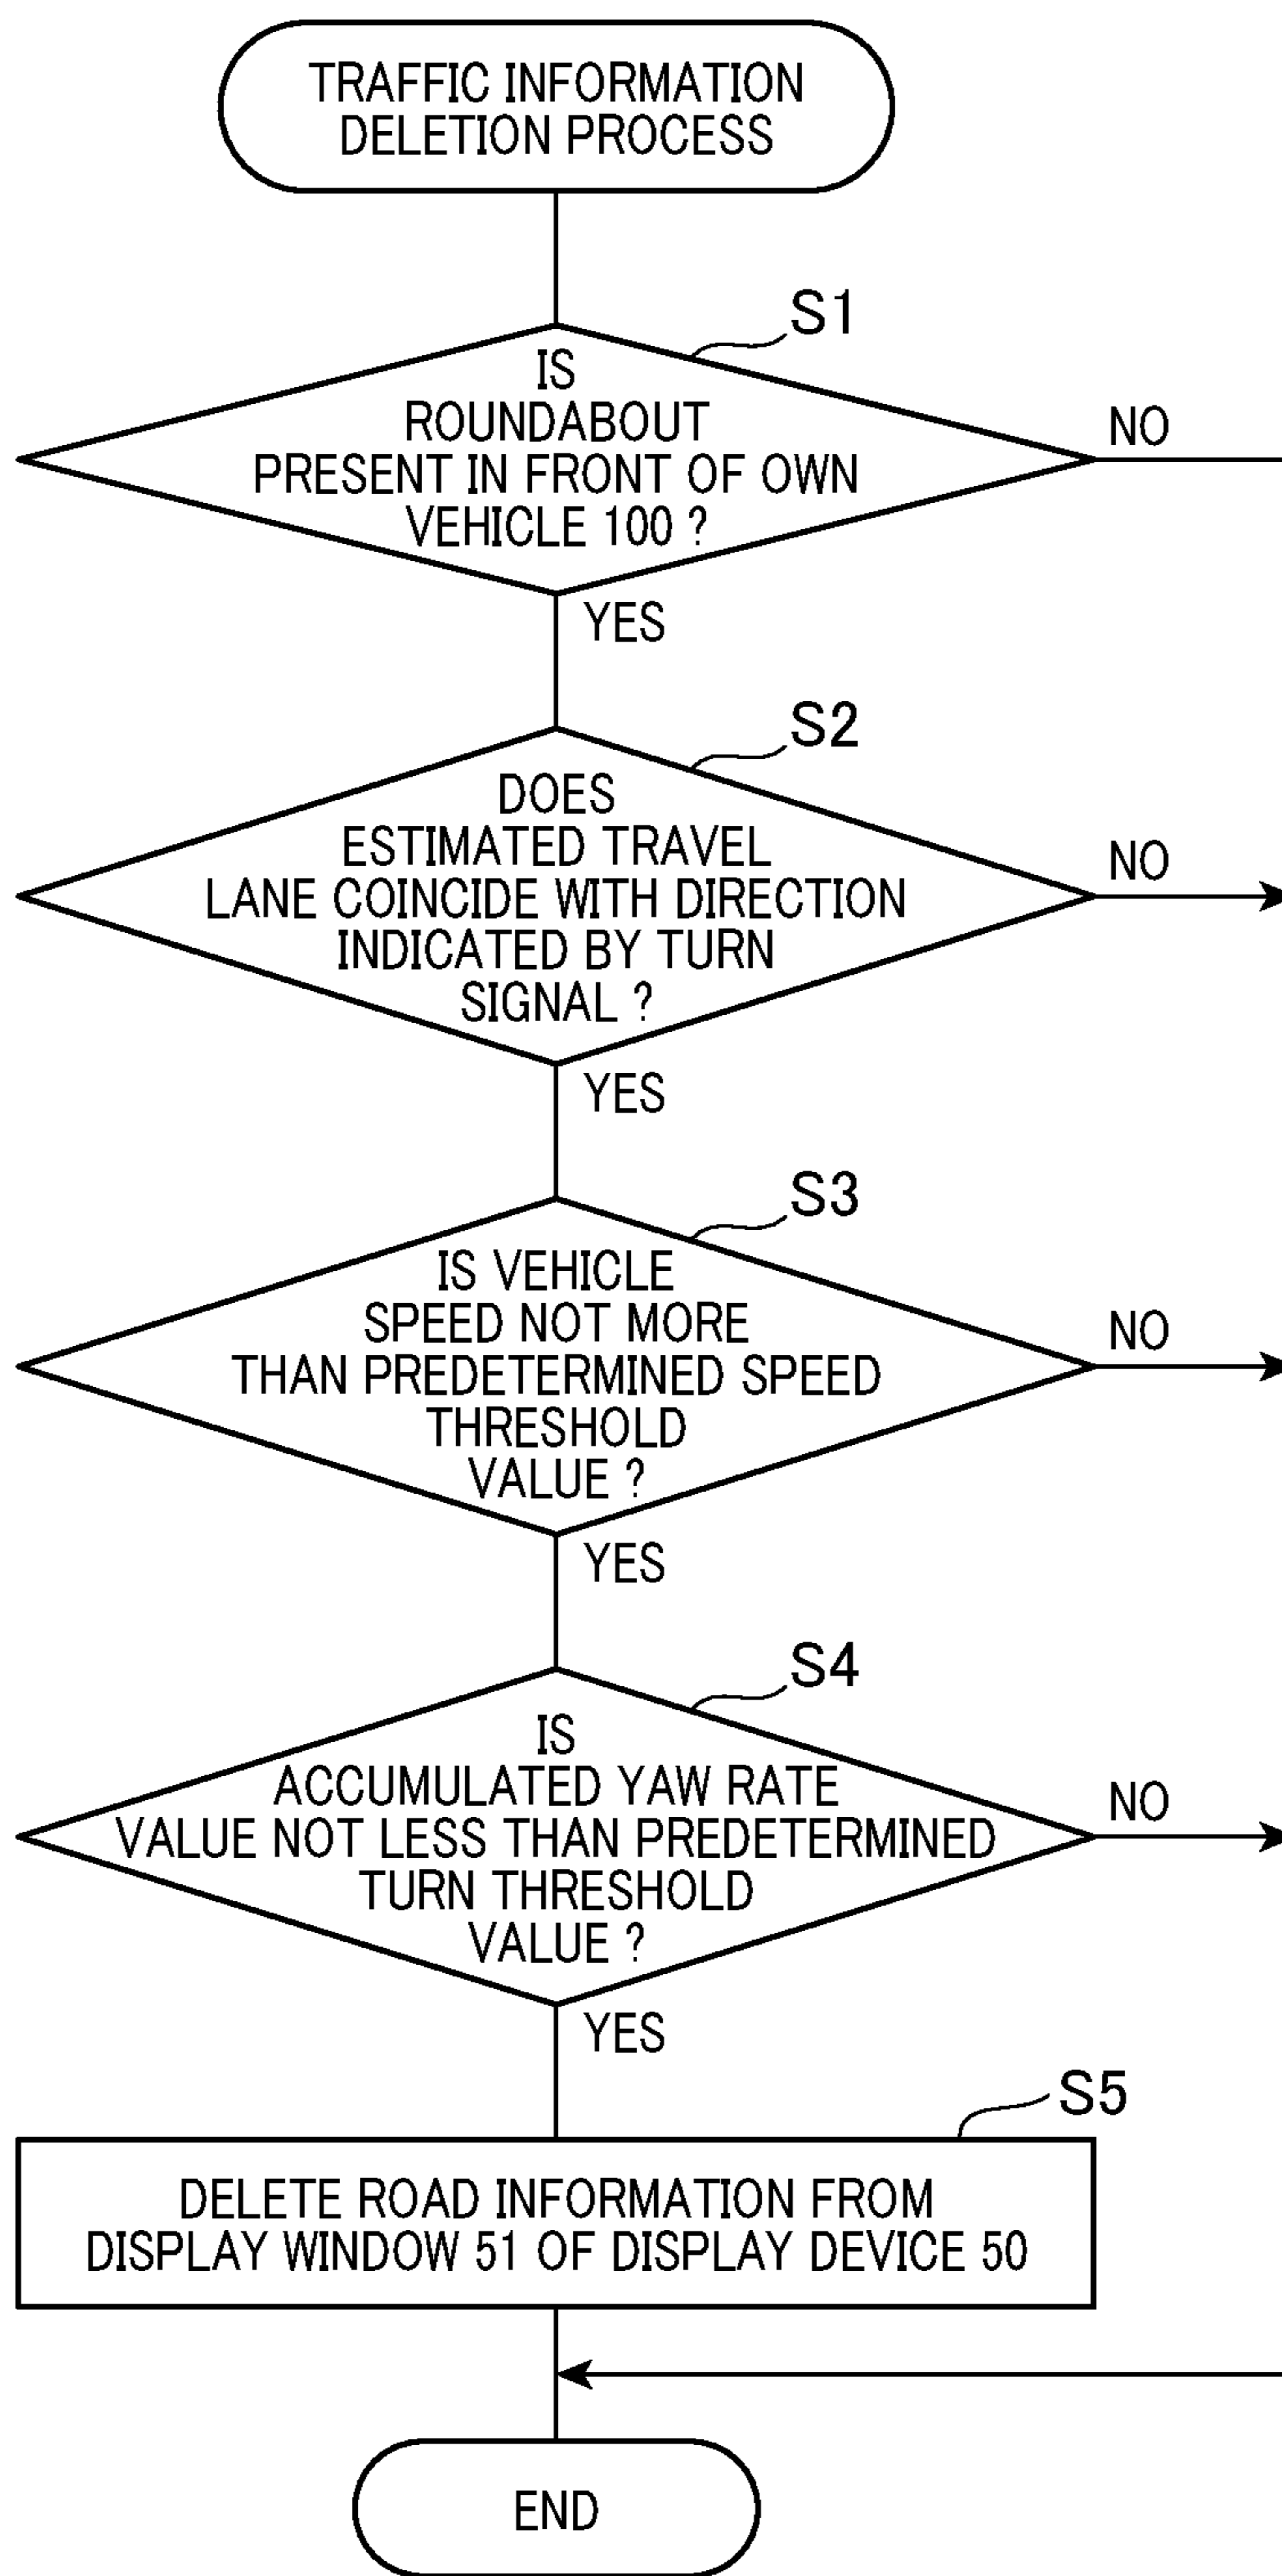 TRAFFIC INFORMATION
DELETION PROCESS
S1
IS
ROUNDABOUT
PRESENT IN FRONT OF OWN
VEHICLE 100 ?
NO
YES
S2
DOES
ESTIMATED TRAVEL
LANE COINCIDE WITH DIRECTION
INDICATED BY TURN
SIGNAL ?
NO
YES
S3
IS VEHICLE
SPEED NOT MORE
THAN PREDETERMINED SPEED
THRESHOLD
VALUE ?
NO
YES
S4
IS
ACCUMULATED YAW RATE
VALUE NOT LESS THAN PREDETERMINED
TURN THRESHOLD
VALUE ?
NO
YES
S5
DELETE ROAD INFORMATION FROM
DISPLAY WINDOW 51 OF DISPLAY DEVICE 50
END